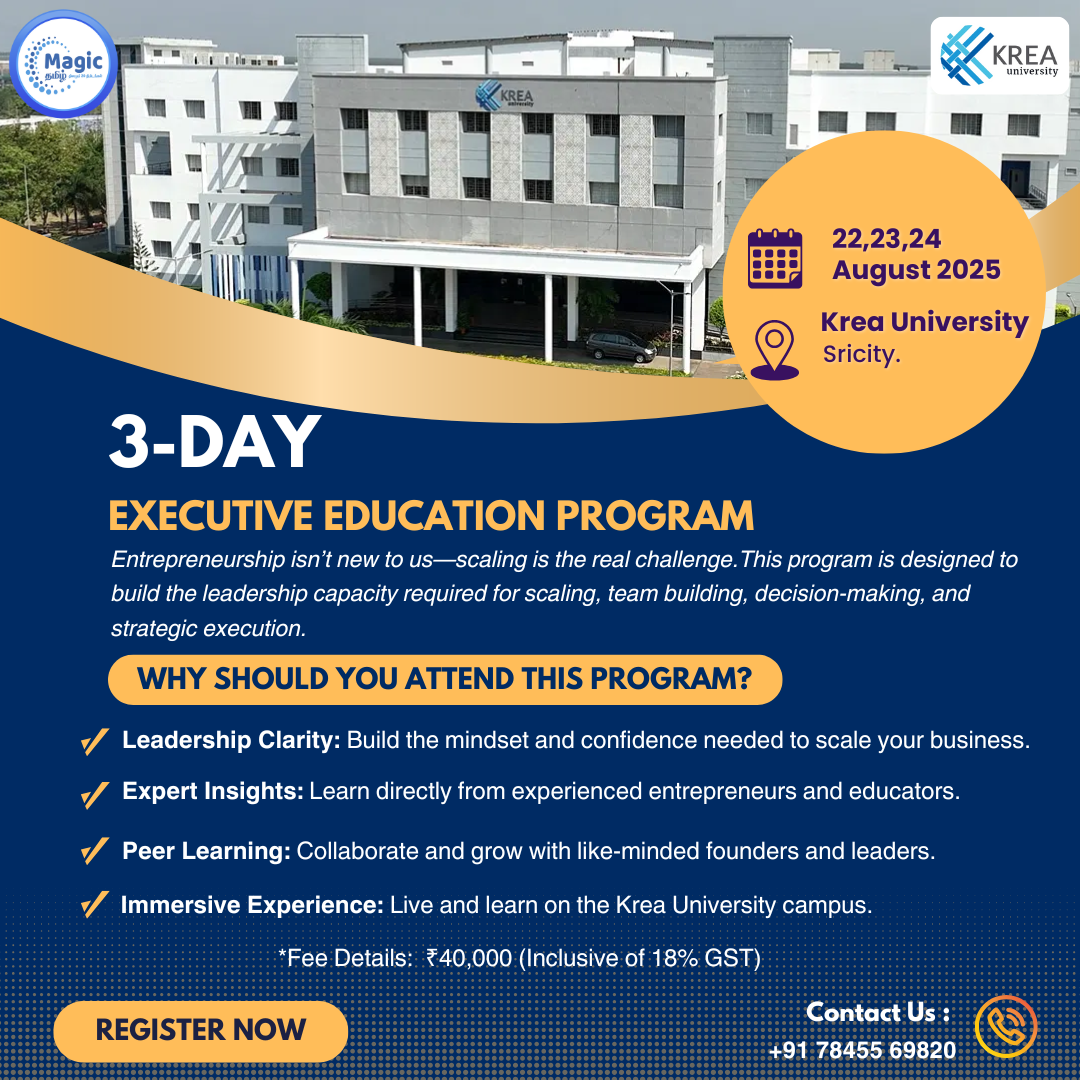 Magic
தமிழ்
KREA
university
KREA
university
22,23,24
August 2025
Krea University
Sricity.
3-DAY
EXECUTIVE EDUCATION PROGRAM
Entrepreneurship isn’t new to us—scaling is the real challenge.This program is designed to
build the leadership capacity required for scaling, team building, decision-making, and
strategic execution.
WHY SHOULD YOU ATTEND THIS PROGRAM?
Leadership Clarity: Build the mindset and confidence needed to scale your business.
Expert Insights: Learn directly from experienced entrepreneurs and educators.
Peer Learning: Collaborate and grow with like-minded founders and leaders.
Immersive Experience: Live and learn on the Krea University campus.
*Fee Details: ₹40,000 (Inclusive of 18% GST)
REGISTER NOW
Contact Us :
+91 78455 69820